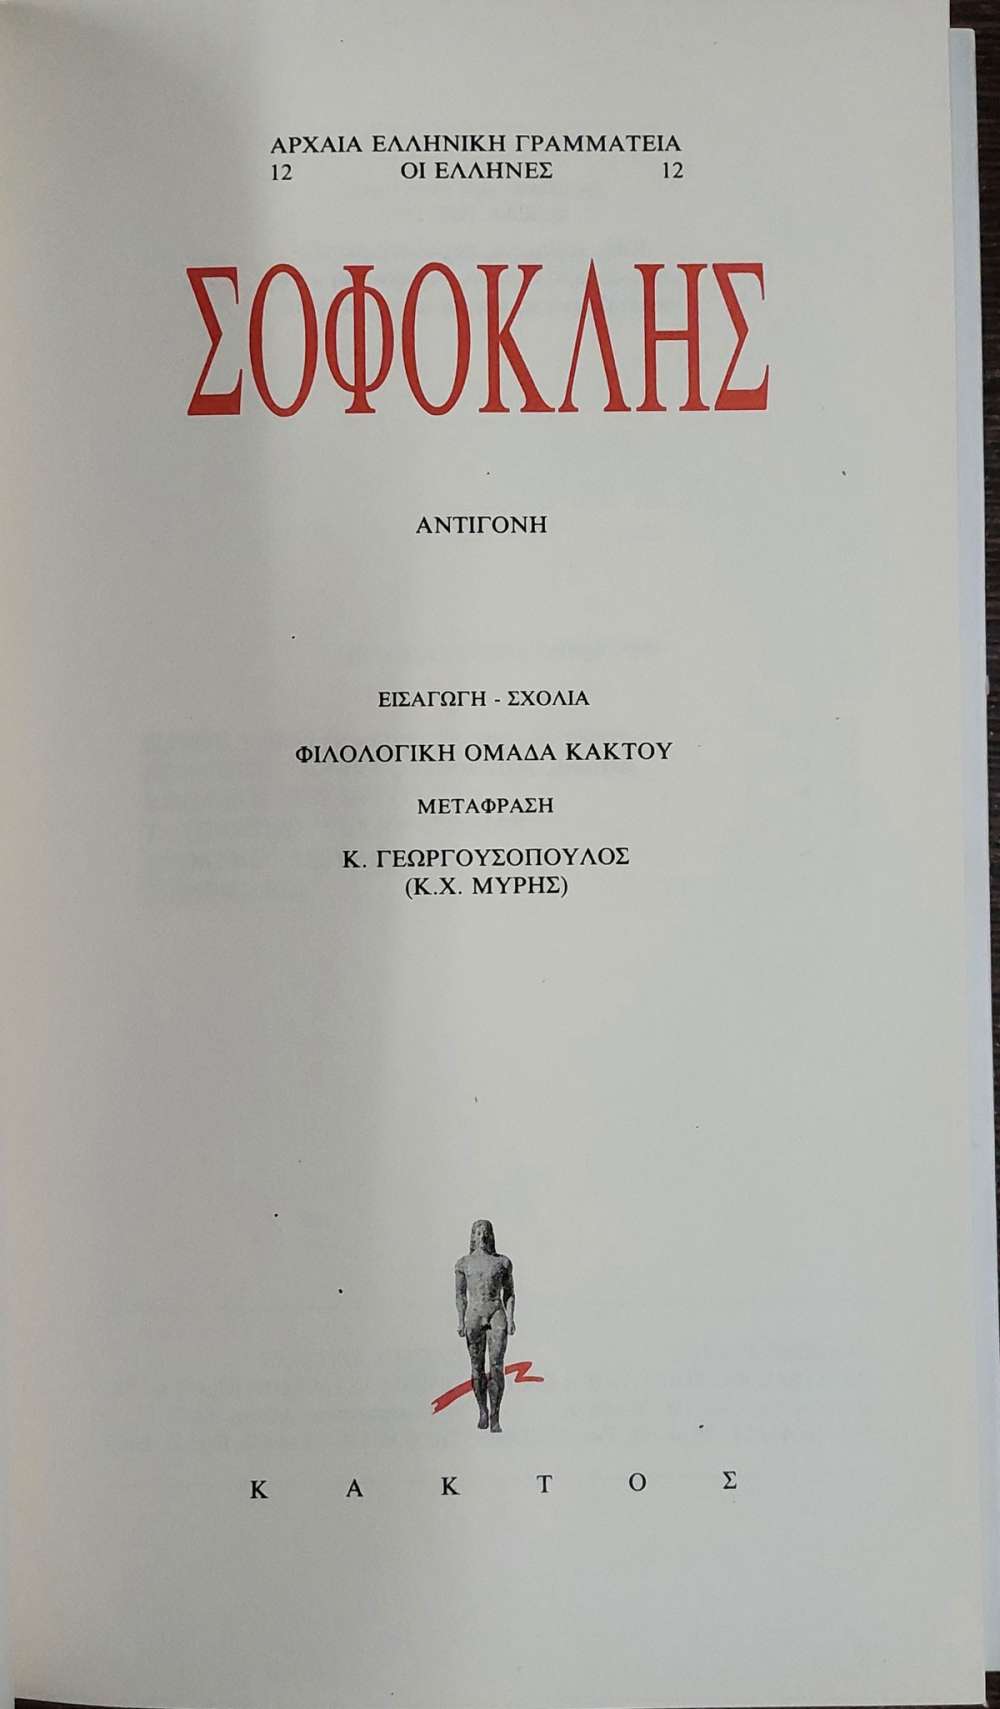 ΑΡΧΑΙΑ ΕΛΛΗΝΙΚΗ ΓΡΑΜΜΑΤΕΙΑ
12 ΟΙ ΕΛΛΗΝΕΣ 12
ΣΟΦΟΚΛΗΣ
ΑΝΤΙΓΟΝΗ
ΕΙΣΑΓΩΓΗ - ΣΧΟΛΙΑ
ΦΙΛΟΛΟΓΙΚΗ ΟΜΑΔΑ ΚΑΚΤΟΥ
ΜΕΤΑΦΡΑΣΗ
Κ. ΓΕΩΡΓΟΥΣΟΠΟΥΛΟΣ
(Κ.Χ. ΜΥΡΗΣ)
Κ Α Κ Τ Ο Σ